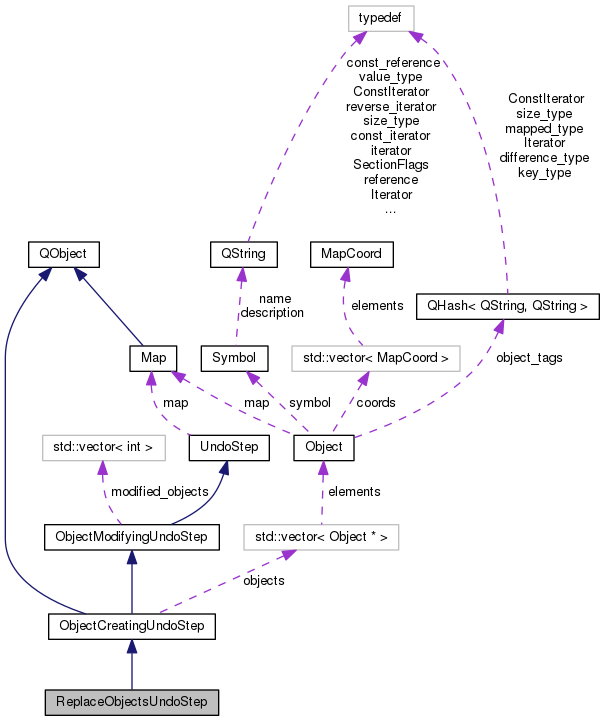 typedef
const_reference
value_type
ConstIterator
reverse_iterator
size_type
const_iterator
iterator
SectionFlags
reference
Iterator
...
ConstIterator
size_type
mapped_type
Iterator
difference_type
key_type
QObject
QString
MapCoord
name
description
elements
QHash< QString, QString >
Map
Symbol
std::vector< MapCoord >
object_tags
map
map
symbol
coords
std::vector< int >
UndoStep
Object
modified_objects
elements
ObjectModifyingUndoStep
std::vector< Object * >
objects
ObjectCreatingUndoStep
ReplaceObjectsUndoStep